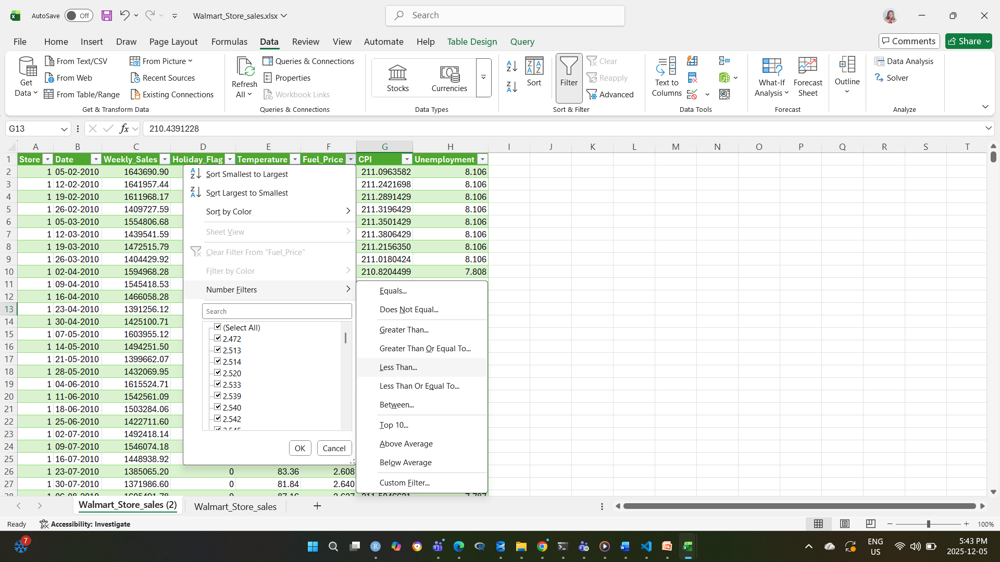 AutoSave Off Walmart_Store_sales.xlsx Search
File Home Insert Draw Page Layout Formulas Data Review View Automate Help Table Design Query Comments Share
Get Data
From Text/CSV
From Web
From Table/Range
From Picture
Recent Sources
Existing Connections
Get & Transform Data
Refresh All
Queries & Connections
Properties
Workbook Links
Queries & Connections
Stocks Currencies
Data Types
Sort
Filter
Clear
Reapply
Advanced
Sort & Filter
Text to Columns
Data Tools
What-If Analysis
Forecast Sheet
Forecast
Outline
Data Analysis
Solver
Analyze
G13 fx 210.4391228
A B C D E F G H I J K L M N O P Q R S T
1 Store Date Weekly_Sales Holiday_Flag Temperature Fuel_Price CPI Unemployment
2 1 05-02-2010 1643690.90 211.0963582 8.106
3 1 12-02-2010 1641957.44 211.2421698 8.106
4 1 19-02-2010 1611968.17 211.2891429 8.106
5 1 26-02-2010 1409727.59 211.3196429 8.106
6 1 05-03-2010 1554806.68 211.3501429 8.106
7 1 12-03-2010 1439541.59 211.3806429 8.106
8 1 19-03-2010 1472515.79 211.2156350 8.106
9 1 26-03-2010 1404429.92 211.0180424 8.106
10 1 02-04-2010 1594968.28 210.8204499 7.808
11 1 09-04-2010 1545418.53
12 1 16-04-2010 1466058.28
13 1 23-04-2010 1391256.12
14 1 30-04-2010 1425100.71
15 1 07-05-2010 1603955.12
16 1 14-05-2010 1494251.50
17 1 21-05-2010 1399662.07
18 1 28-05-2010 1432069.95
19 1 04-06-2010 1615524.71
20 1 11-06-2010 1542561.09
21 1 18-06-2010 1503284.06
22 1 25-06-2010 1422711.60
23 1 02-07-2010 1492418.14
24 1 09-07-2010 1546074.18
25 1 16-07-2010 1448938.92
26 1 23-07-2010 1385065.20 0 83.36 2.608
27 1 30-07-2010 1371986.60 0 81.84 2.640
Sort Smallest to Largest
Sort Largest to Smallest
Sort by Color
Sheet View
Clear Filter From "Fuel_Price"
Filter by Color
Number Filters
Search
(Select All)
2.472
2.513
2.514
2.520
2.533
2.539
2.540
2.542
OK Cancel
Equals...
Does Not Equal...
Greater Than...
Greater Than Or Equal To...
Less Than...
Less Than Or Equal To...
Between...
Top 10...
Above Average
Below Average
Custom Filter...
Walmart_Store_sales (2) Walmart_Store_sales
Ready Accessibility: Investigate 100%
7
ENG US
5:43 PM
2025-12-05